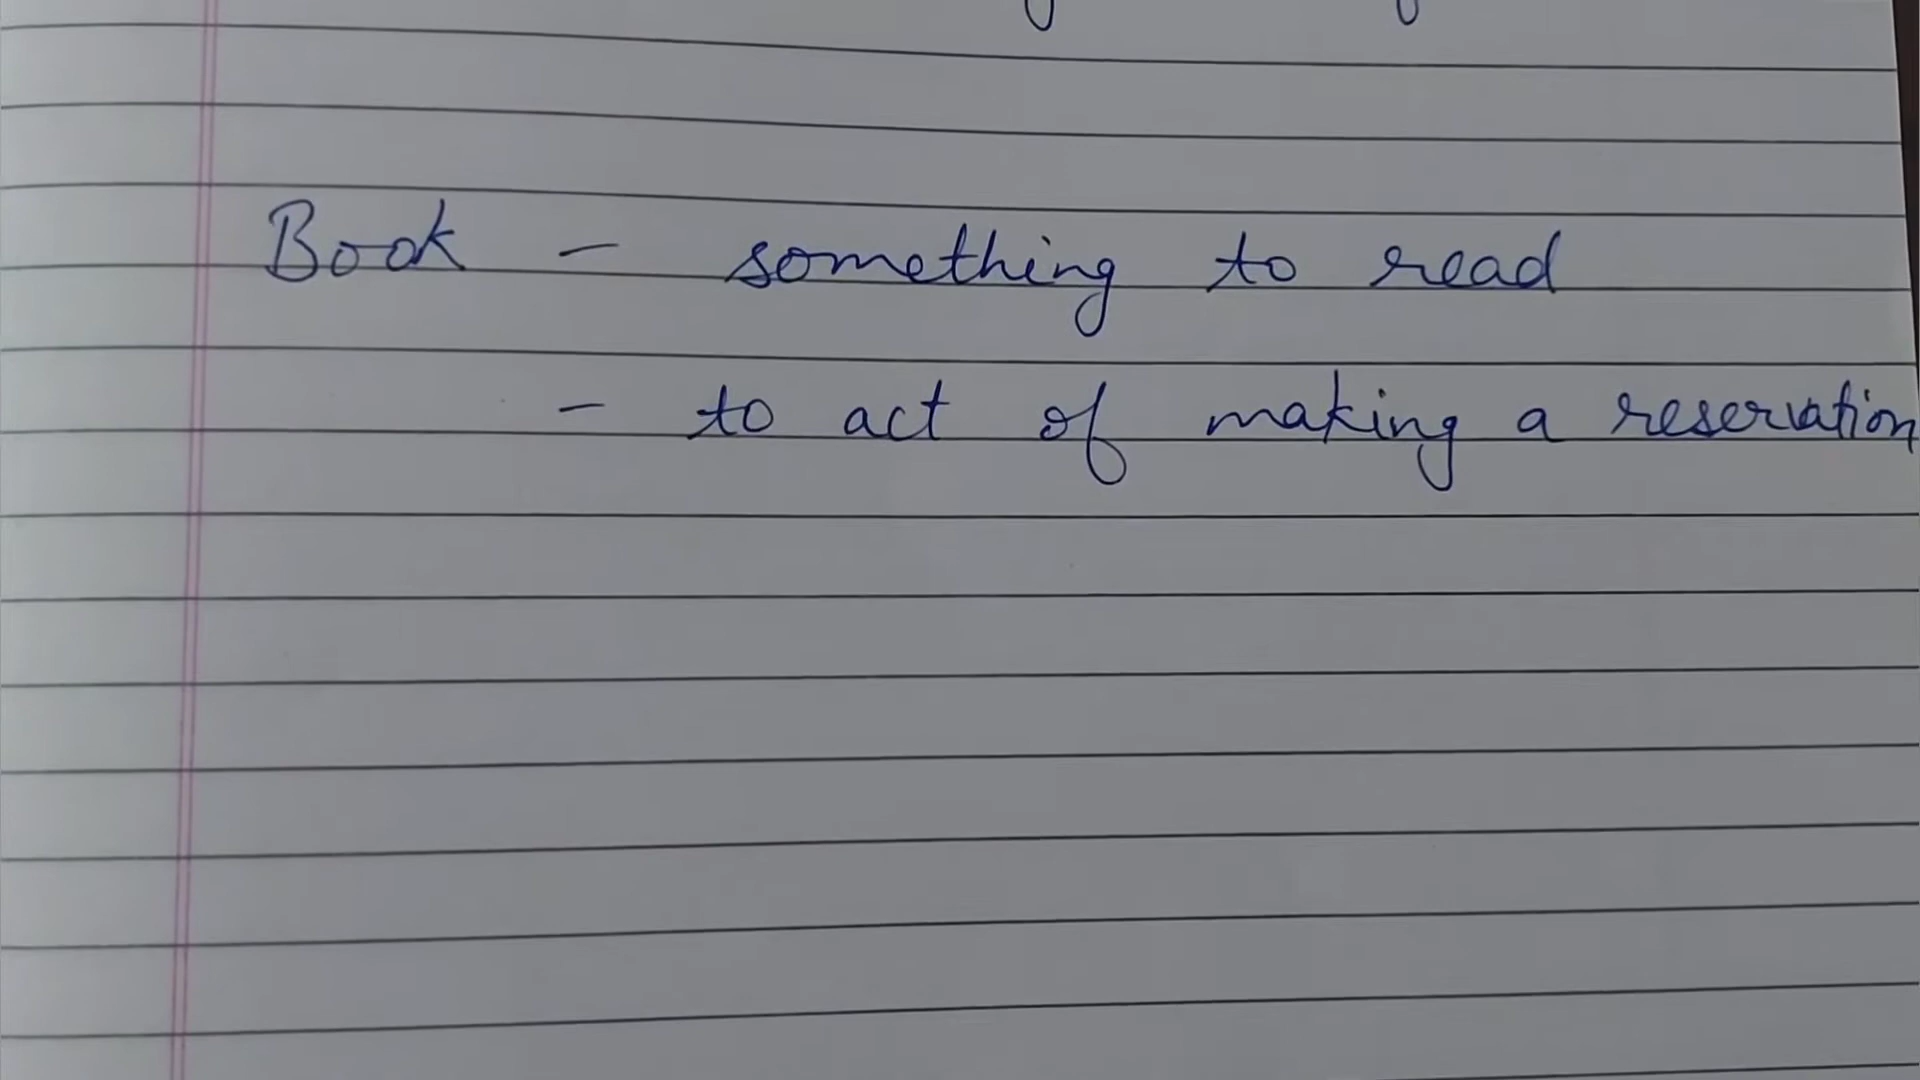 Book - something to read
- to act of making a reservation